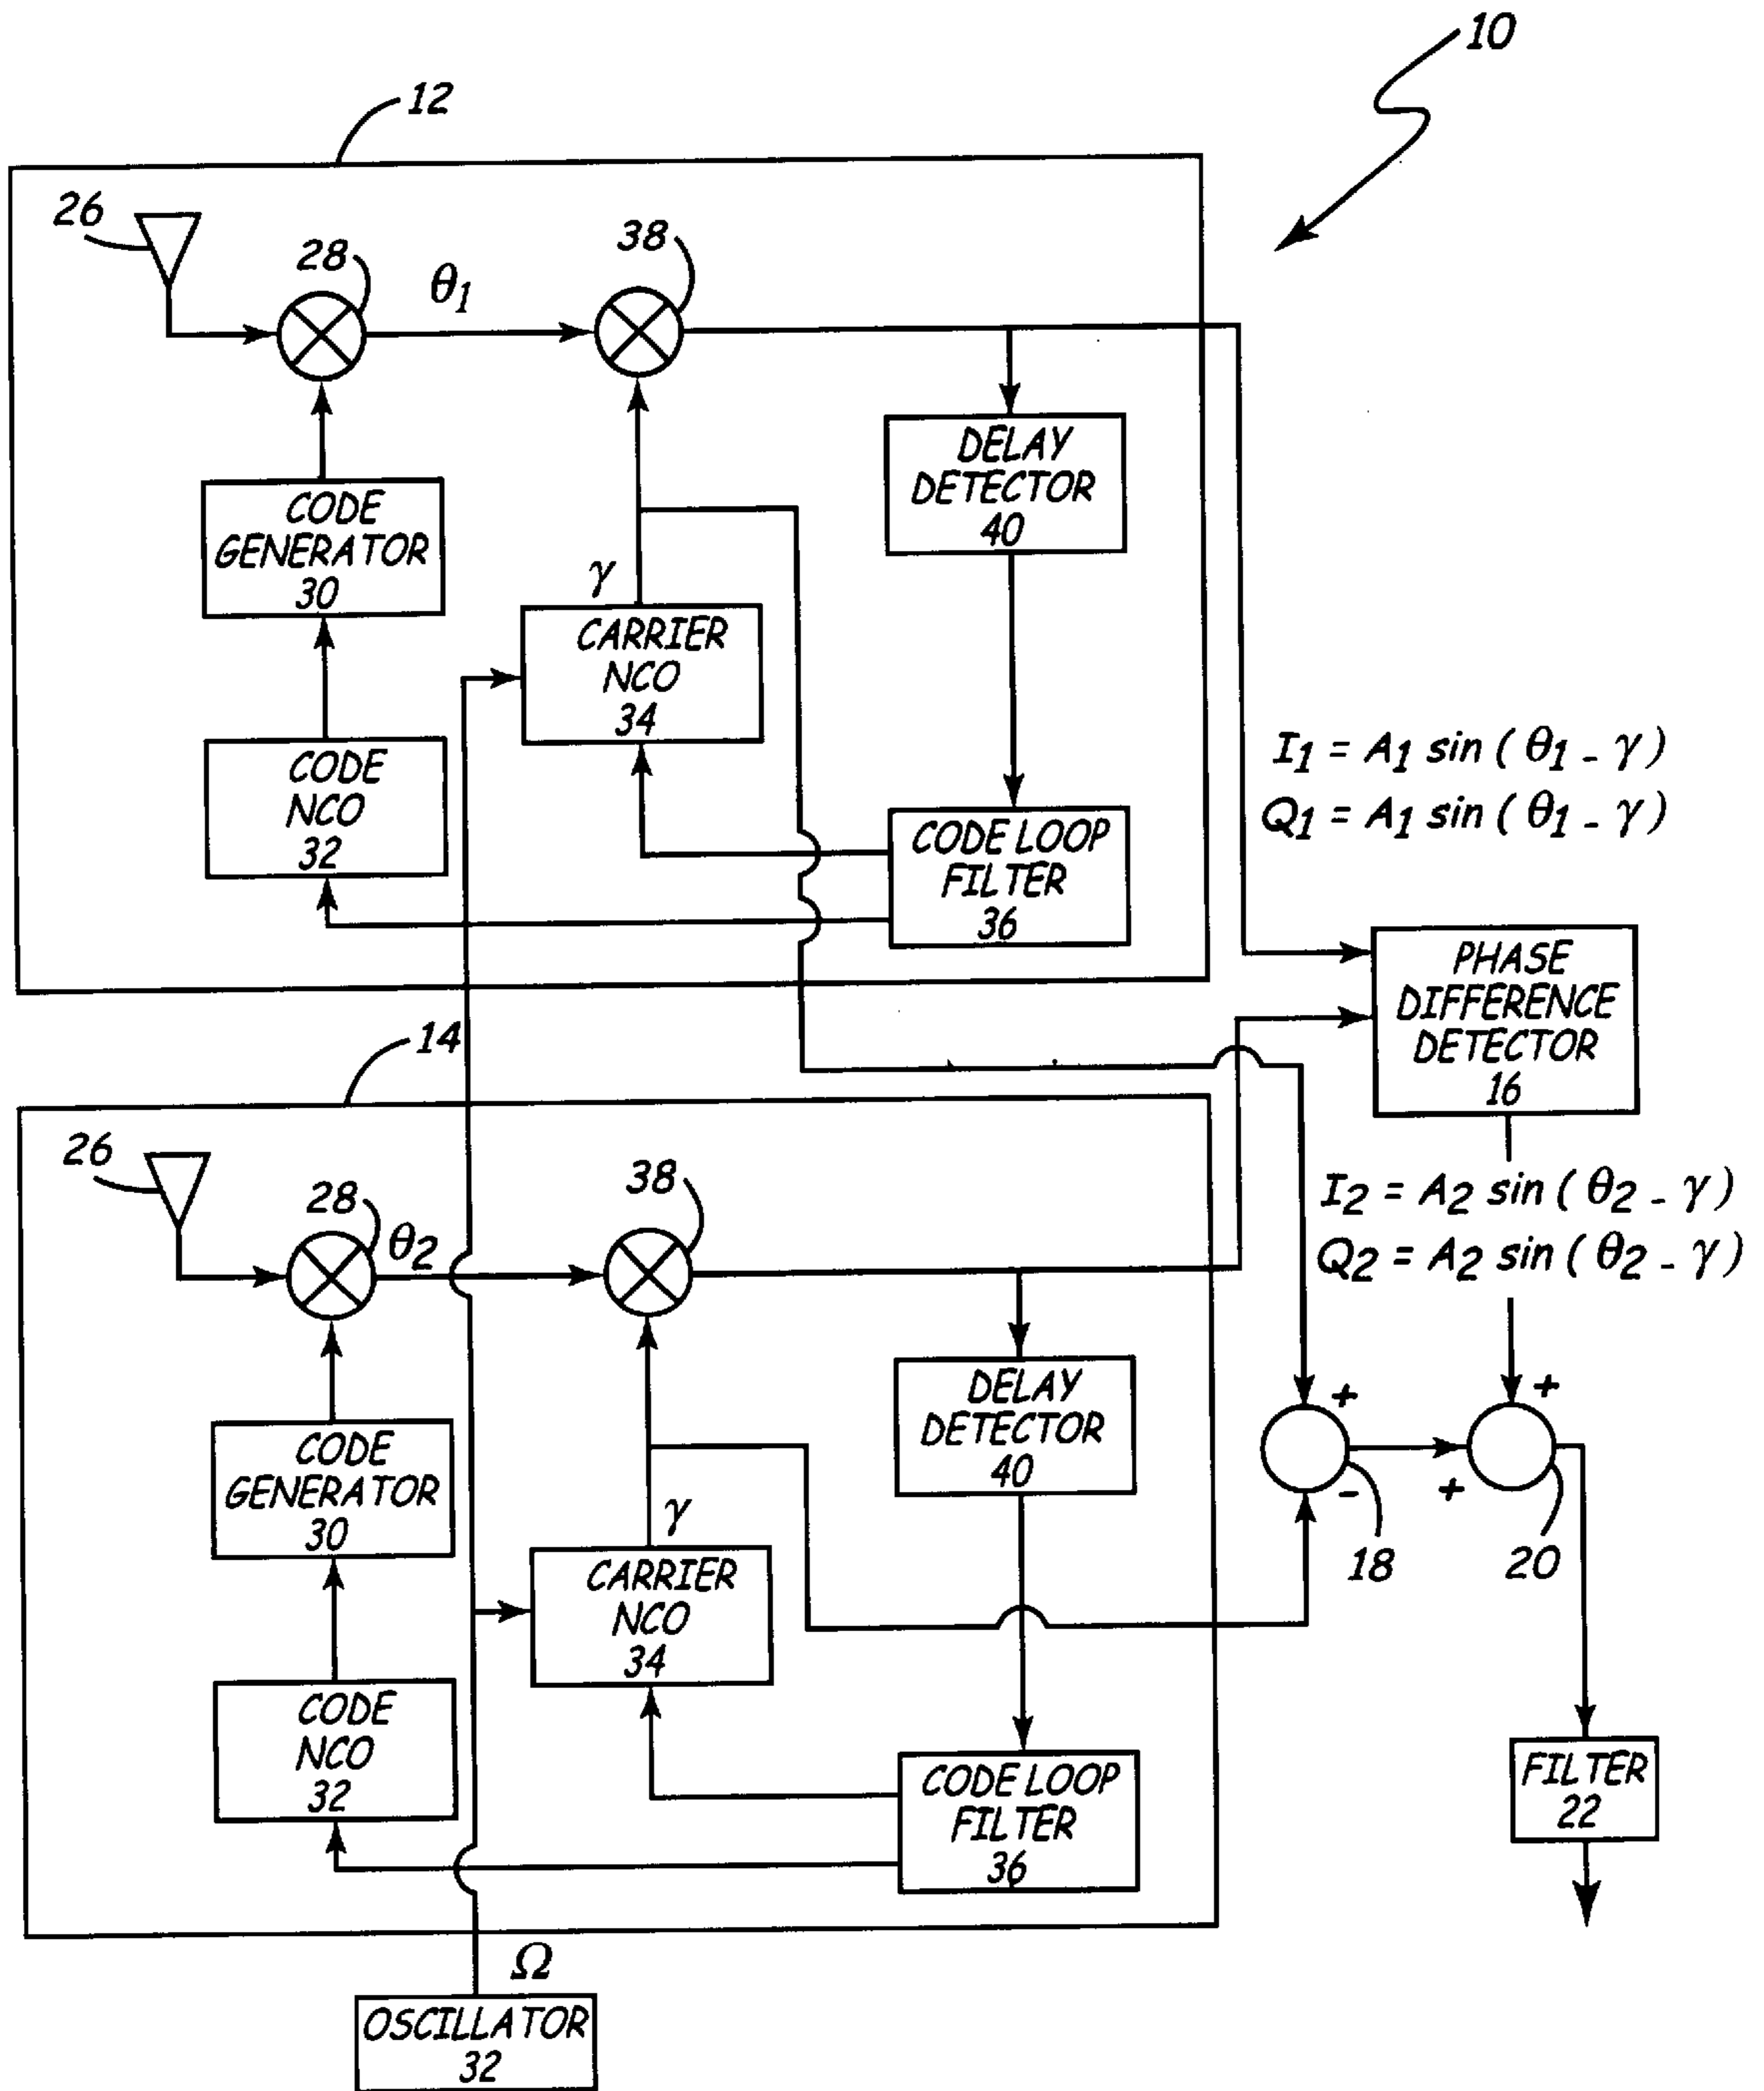 10
12
26
28
θ1
38
DELAY
DETECTOR
40
CODE
GENERATOR
30
γ
CARRIER
NCO
34
CODE
NCO
32
CODE LOOP
FILTER
36
I1 = A1 sin ( θ1 - γ )
Q1 = A1 sin ( θ1 - γ )
PHASE
DIFFERENCE
DETECTOR
16
14
26
28
θ2
38
I2 = A2 sin ( θ2 - γ )
Q2 = A2 sin ( θ2 - γ )
DELAY
DETECTOR
40
+
+
-
+
18
20
CODE
GENERATOR
30
γ
CARRIER
NCO
34
CODE
NCO
32
CODE LOOP
FILTER
36
FILTER
22
Ω
OSCILLATOR
32